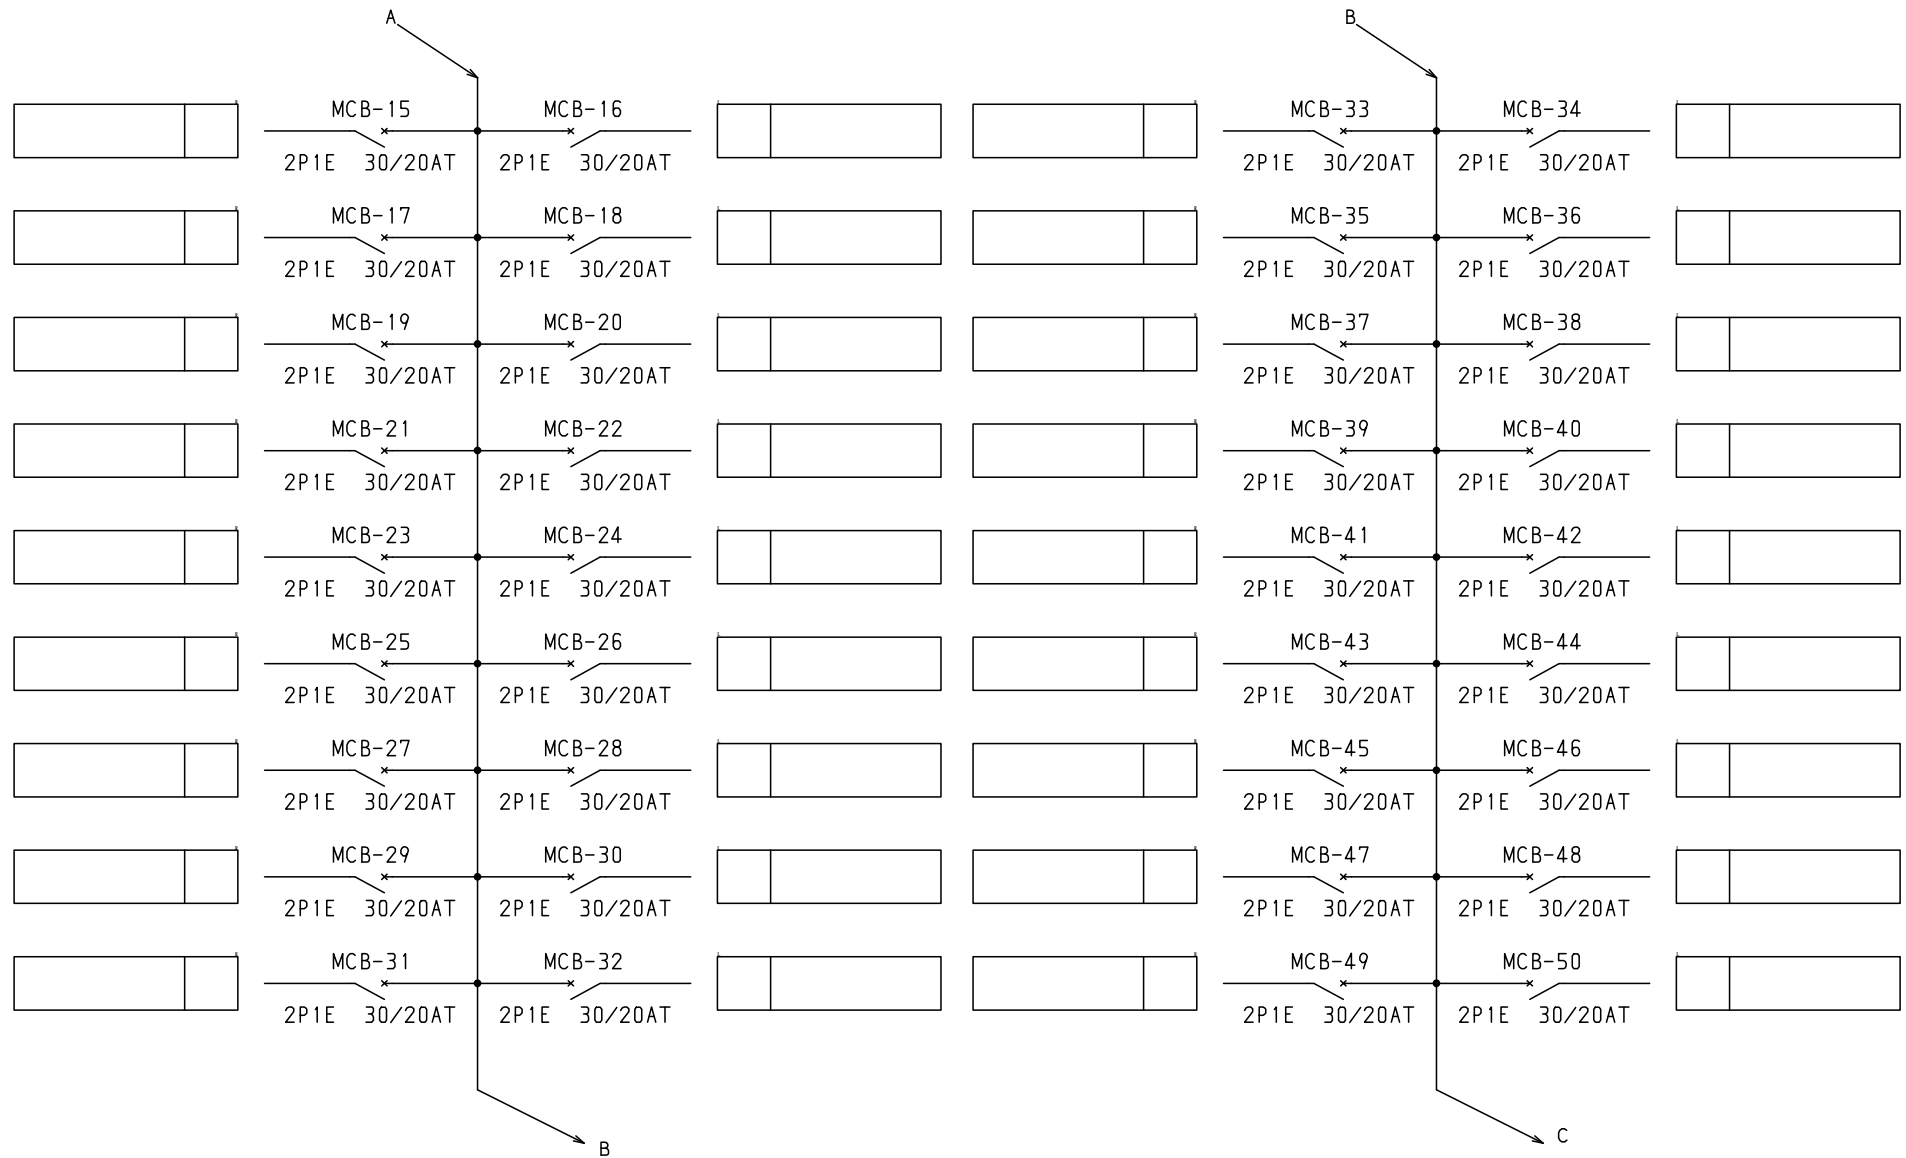 A
B
MCB-15 MCB-16 MCB-33 MCB-34
2P1E 30/20AT 2P1E 30/20AT 2P1E 30/20AT 2P1E 30/20AT
MCB-17 MCB-18 MCB-35 MCB-36
2P1E 30/20AT 2P1E 30/20AT 2P1E 30/20AT 2P1E 30/20AT
MCB-19 MCB-20 MCB-37 MCB-38
2P1E 30/20AT 2P1E 30/20AT 2P1E 30/20AT 2P1E 30/20AT
MCB-21 MCB-22 MCB-39 MCB-40
2P1E 30/20AT 2P1E 30/20AT 2P1E 30/20AT 2P1E 30/20AT
MCB-23 MCB-24 MCB-41 MCB-42
2P1E 30/20AT 2P1E 30/20AT 2P1E 30/20AT 2P1E 30/20AT
MCB-25 MCB-26 MCB-43 MCB-44
2P1E 30/20AT 2P1E 30/20AT 2P1E 30/20AT 2P1E 30/20AT
MCB-27 MCB-28 MCB-45 MCB-46
2P1E 30/20AT 2P1E 30/20AT 2P1E 30/20AT 2P1E 30/20AT
MCB-29 MCB-30 MCB-47 MCB-48
2P1E 30/20AT 2P1E 30/20AT 2P1E 30/20AT 2P1E 30/20AT
MCB-31 MCB-32 MCB-49 MCB-50
2P1E 30/20AT 2P1E 30/20AT 2P1E 30/20AT 2P1E 30/20AT
B
C